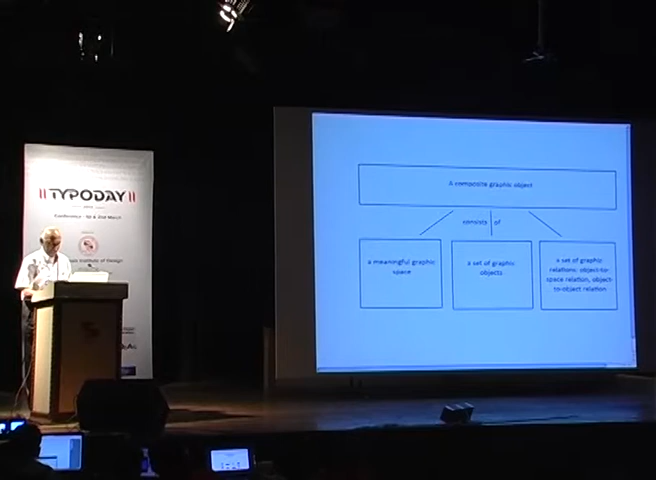 TYPODAY
A composite graphic object
consists of
a meaningful graphic
space
a set of graphic
objects
a set of graphic
relations: object-to-
space relation, object-
to-object relation